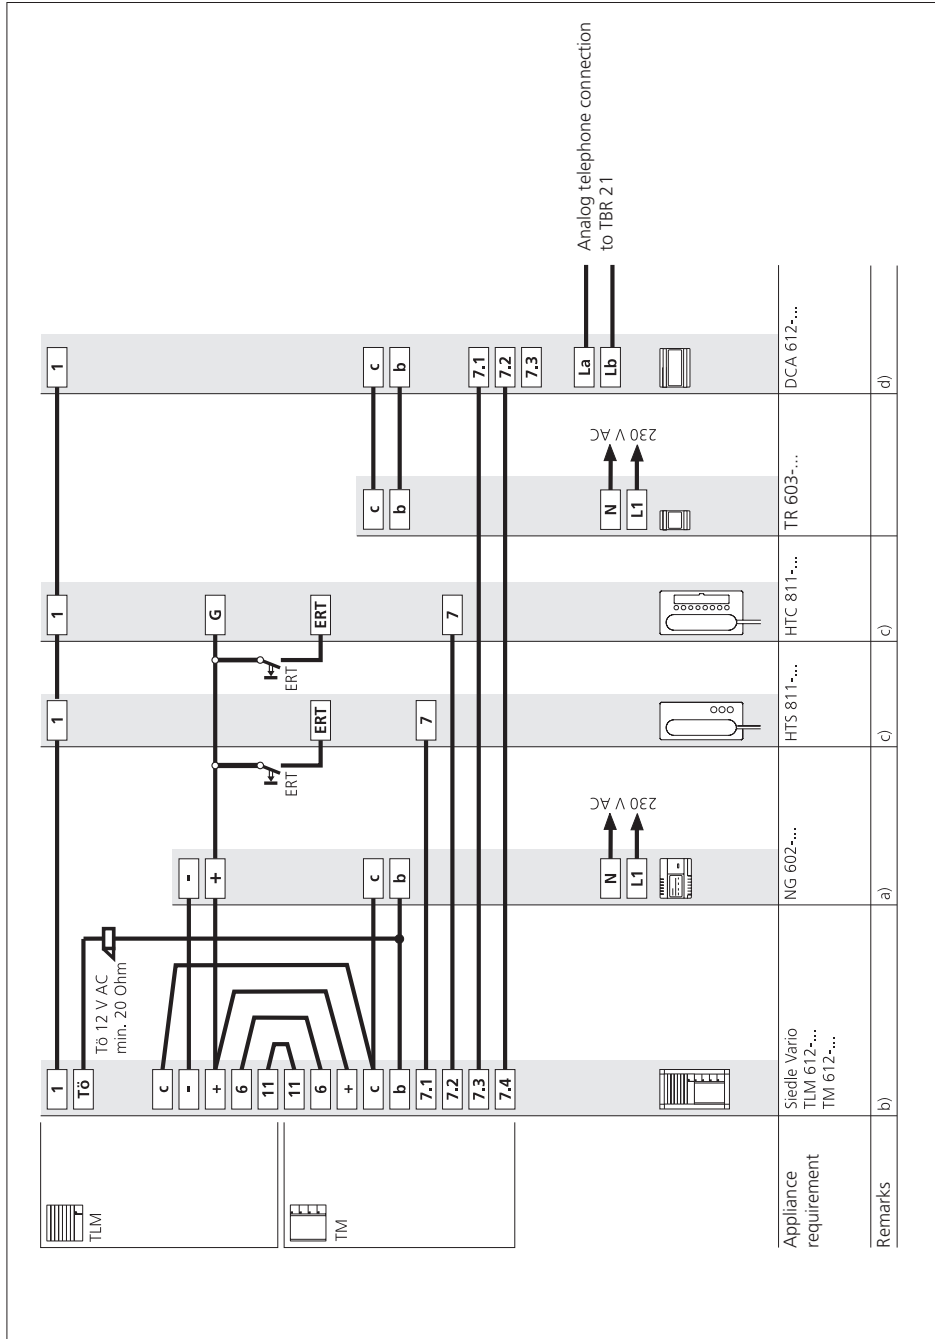 TLM
TM
1
Tö
c
-
+
6
11
11
6
+
c
b
7.1
7.2
7.3
7.4
Tö 12 V AC
min. 20 Ohm
-
+
c
b
N
L1
230 V AC
ERT
1
ERT
7
ERT
1
G
ERT
7
c
b
N
L1
230 V AC
1
c
b
7.1
7.2
7.3
La
Lb
Analog telephone connection
to TBR 21
Appliance
requirement
Siedle Vario
TLM 612-...
TM 612-...
NG 602-...
HTS 811-...
HTC 811-...
TR 603-...
DCA 612-...
Remarks
b)
a)
c)
c)
d)